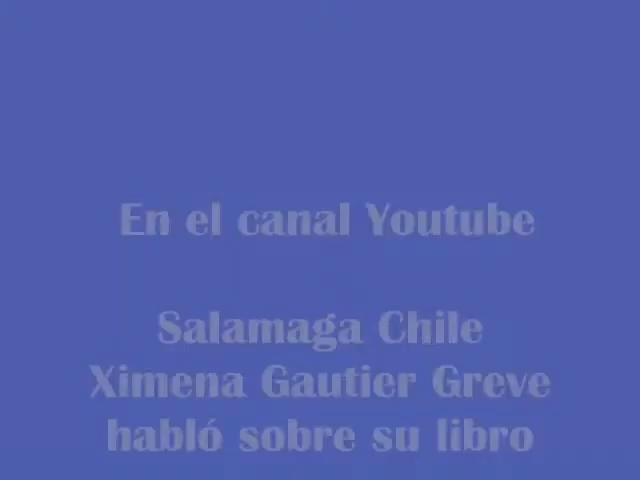 En el canal Youtube
Salamaga Chile
Ximena Gautier Greve
habló sobre su libro